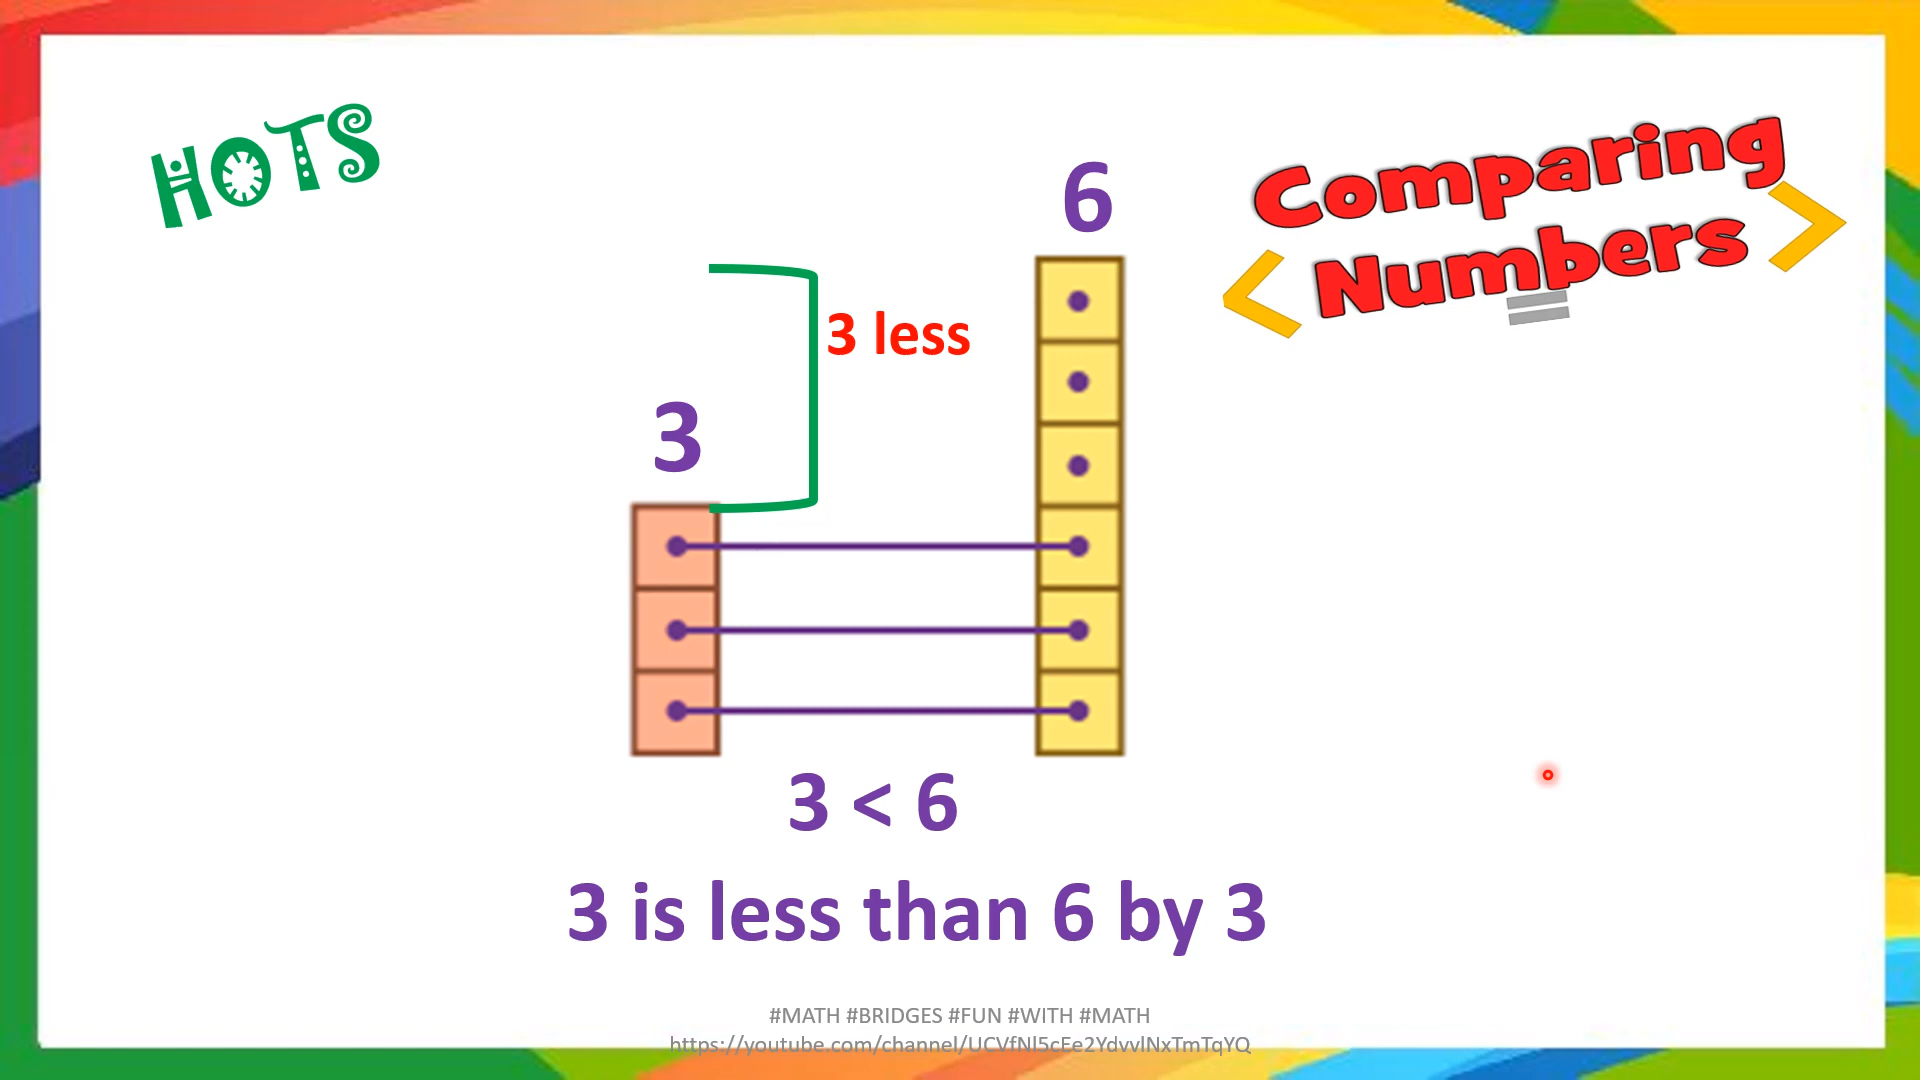 HOTS
Comparing
< Numbers >
=
6
3 less
3
3 < 6
3 is less than 6 by 3
#MATH #BRIDGES #FUN #WITH #MATH
https://youtube.com/channel/UCVfNl5cEe2YdvvlNxTmTqYQ